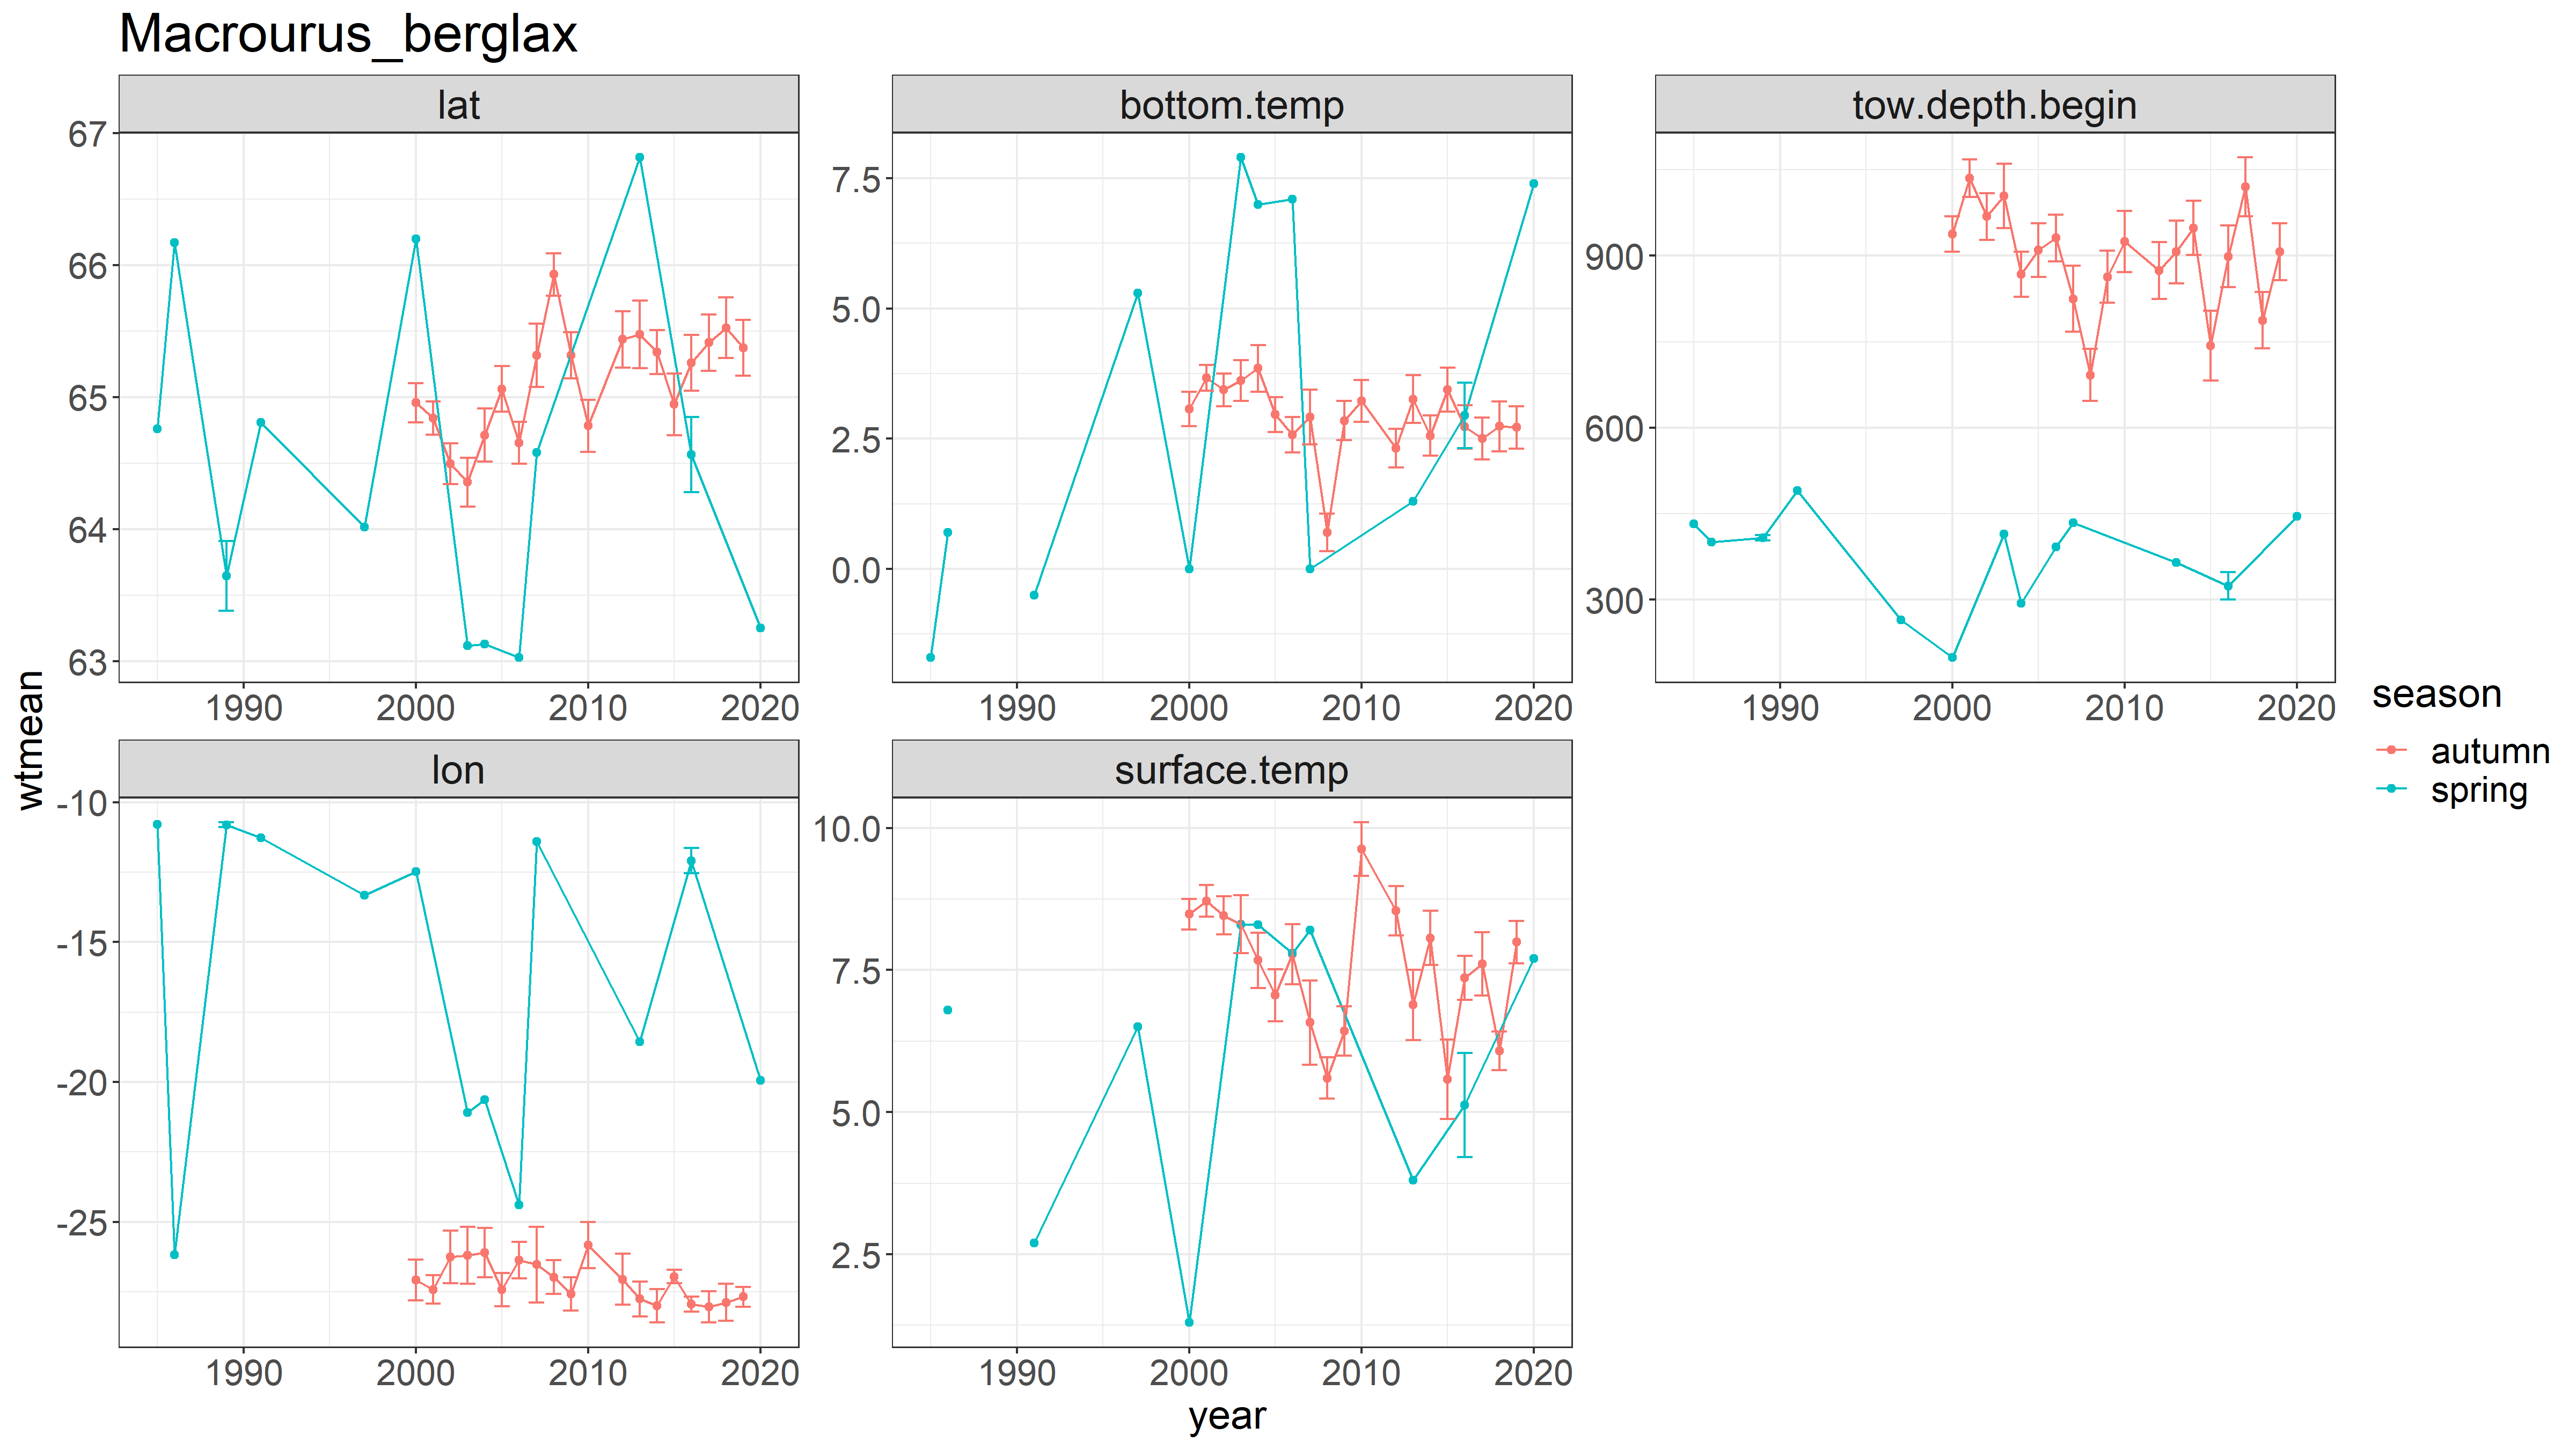 Macrourus_berglax
lat
bottom.temp
tow.depth.begin
67
66
65
64
63
7.5
5.0
2.5
0.0
900
600
300
1990 2000 2010 2020
1990 2000 2010 2020
1990 2000 2010 2020
lon
surface.temp
-10
-15
-20
-25
10.0
7.5
5.0
2.5
1990 2000 2010 2020
1990 2000 2010 2020
wtmean
year
season
autumn
spring